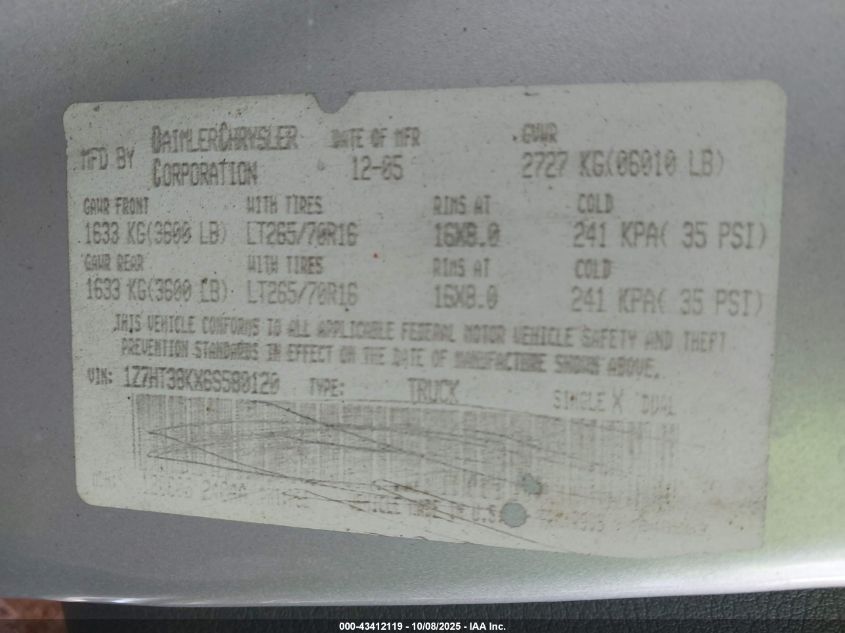 MFD BY DAIMLERCHRYSLER CORPORATION DATE OF MFR 12-05 GVWR 2727 KG(06010 LB)
GAWR FRONT WITH TIRES RIMS AT COLD
1633 KG(3600 LB) LT265/70R16 16X8.0 241 KPA( 35 PSI)
GAWR REAR WITH TIRES RIMS AT COLD
1633 KG(3600 LB) LT265/70R16 16X8.0 241 KPA( 35 PSI)
THIS VEHICLE CONFORMS TO ALL APPLICABLE FEDERAL MOTOR VEHICLE SAFETY AND THEFT
PREVENTION STANDARDS IN EFFECT ON THE DATE OF MANUFACTURE SHOWN ABOVE.
VIN: 1Z7HT38KX6S580120 TYPE: TRUCK SINGLE X DUAL
VEHICLE MADE IN U.S.
000-43412119 - 10/08/2025 - IAA Inc.